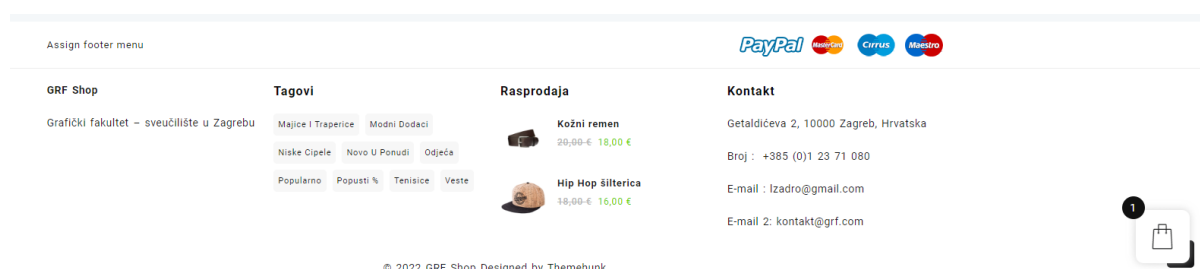 Assign footer menu
PayPal MasterCard Cirrus Maestro
GRF Shop
Grafički fakultet – sveučilište u Zagrebu
Tagovi
Majice I Traperice Modni Dodaci
Niske Cipele Novo U Ponudi Odjeća
Popularno Popusti % Tenisice Veste
Rasprodaja
Kožni remen
20,00 € 18,00 €
Hip Hop šilterica
18,00 € 16,00 €
Kontakt
Getaldićeva 2, 10000 Zagreb, Hrvatska
Broj : +385 (0)1 23 71 080
E-mail : lzadro@gmail.com
E-mail 2: kontakt@grf.com
1
© 2022 GRF Shop Designed by Themehunk